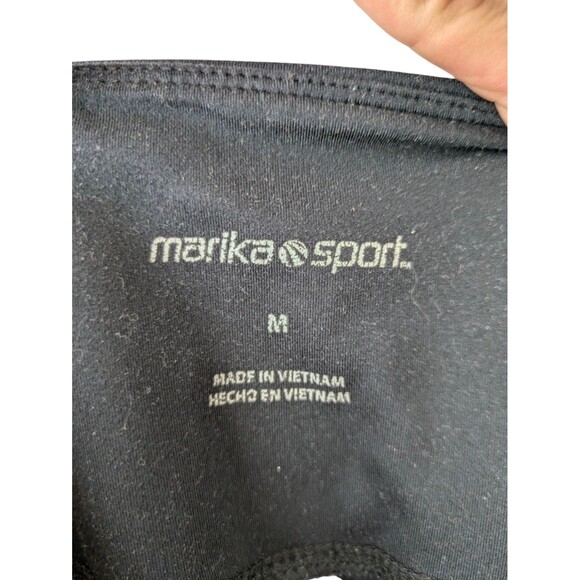 marika sport.
M
MADE IN VIETNAM
HECHO EN VIETNAM